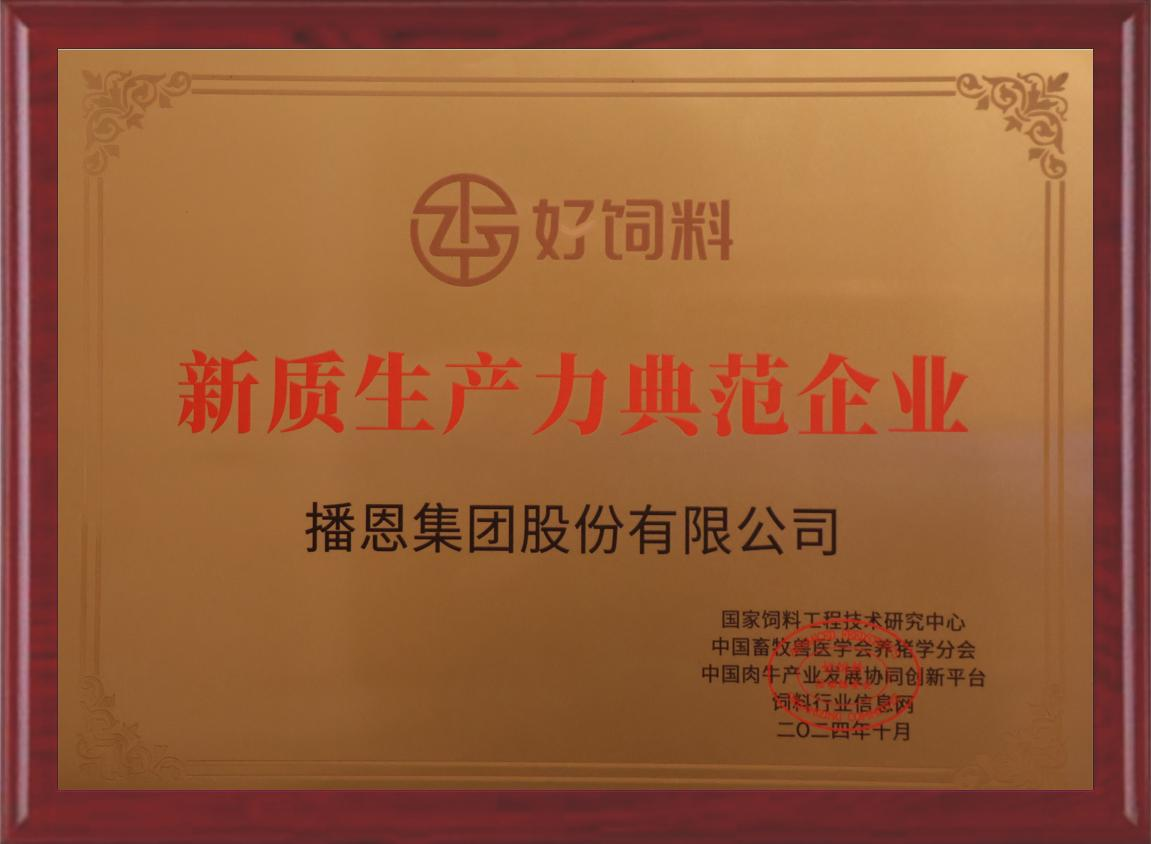 好饲料
新质生产力典范企业
播恩集团股份有限公司
国家饲料工程技术研究中心
中国畜牧兽医学会养猪学分会
中国肉牛产业发展协同创新平台
饲料行业信息网
二〇二四年十月